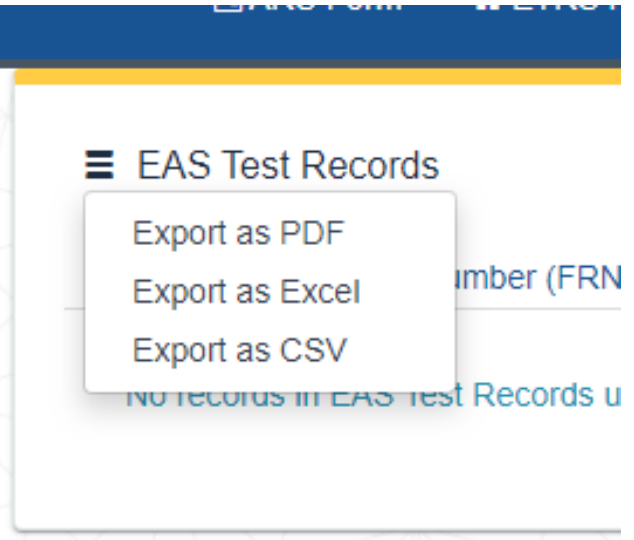 EAS Test Records
Export as PDF
Export as Excel
Export as CSV
(FRN
No records in EAS Test Records